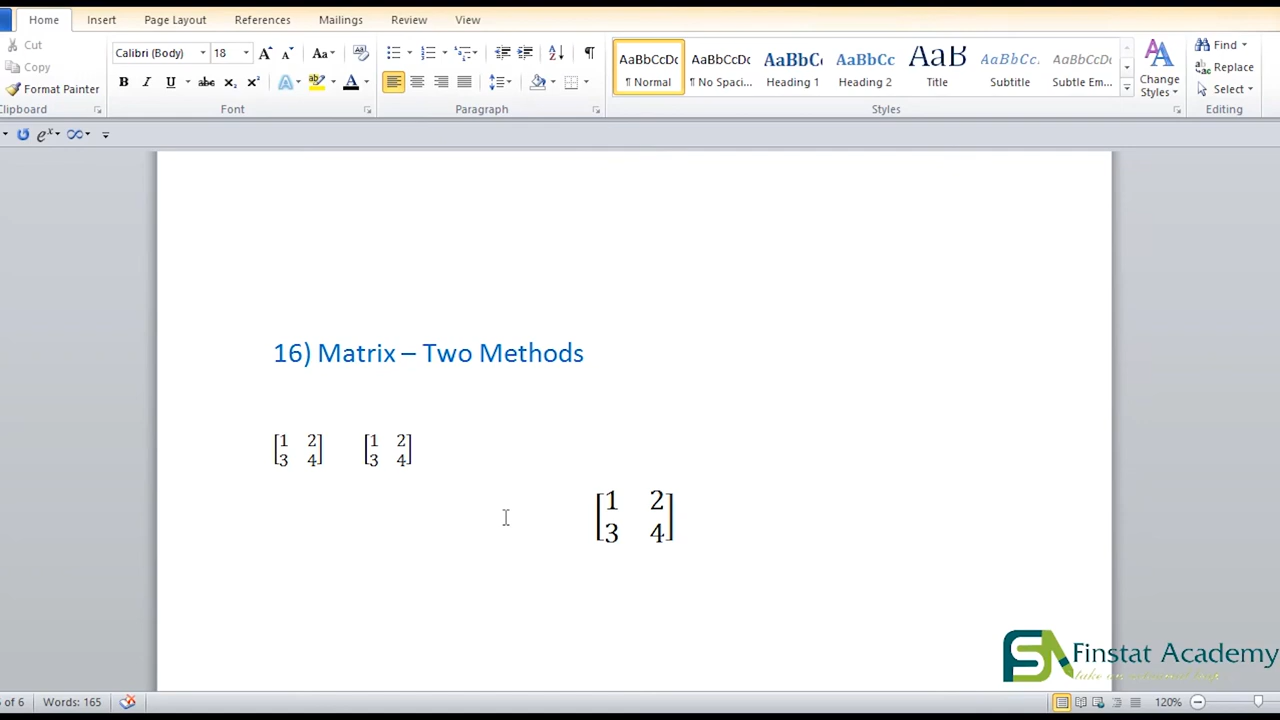 Home Insert Page Layout References Mailings Review View
Cut
Copy
Format Painter
Clipboard
Calibri (Body) 18
Font
Paragraph
AaBbCcDc AaBbCcDc AaBbC AaBbCc AaB AaBbCc. AaBbCcDc
¶ Normal ¶ No Spaci... Heading 1 Heading 2 Title Subtitle Subtle Em...
Change
Styles
Styles
Find
Replace
Select
Editing
16) Matrix – Two Methods
[1 2] [1 2]
[3 4] [3 4]
[1 2]
[3 4]
Finstat Academy
of 6 Words: 165 120%